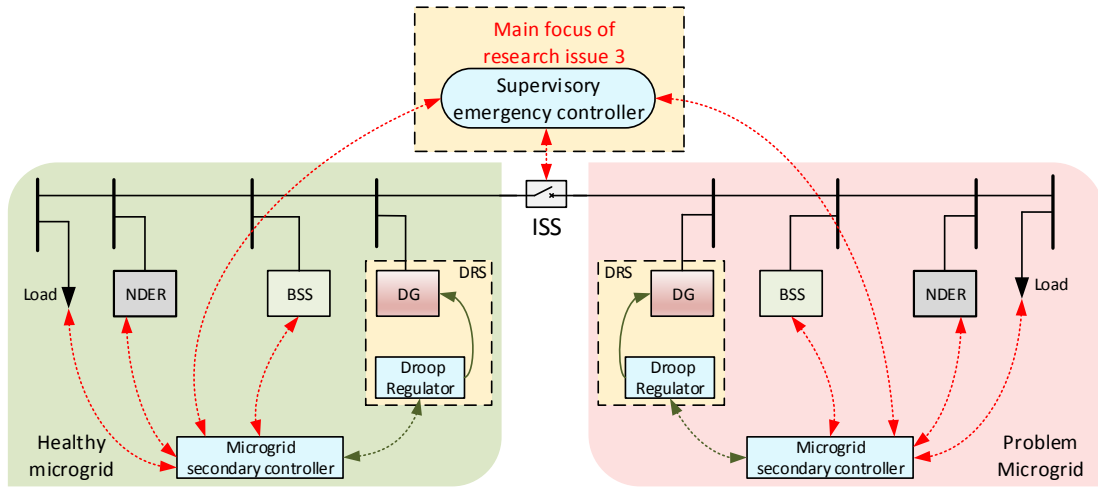 Main focus of
research issue 3
Supervisory
emergency controller
ISS
Load
NDER
BSS
DRS
DG
Droop
Regulator
Healthy
microgrid
Microgrid
secondary controller
DRS
DG
BSS
NDER
Load
Droop
Regulator
Microgrid
secondary controller
Problem
Microgrid